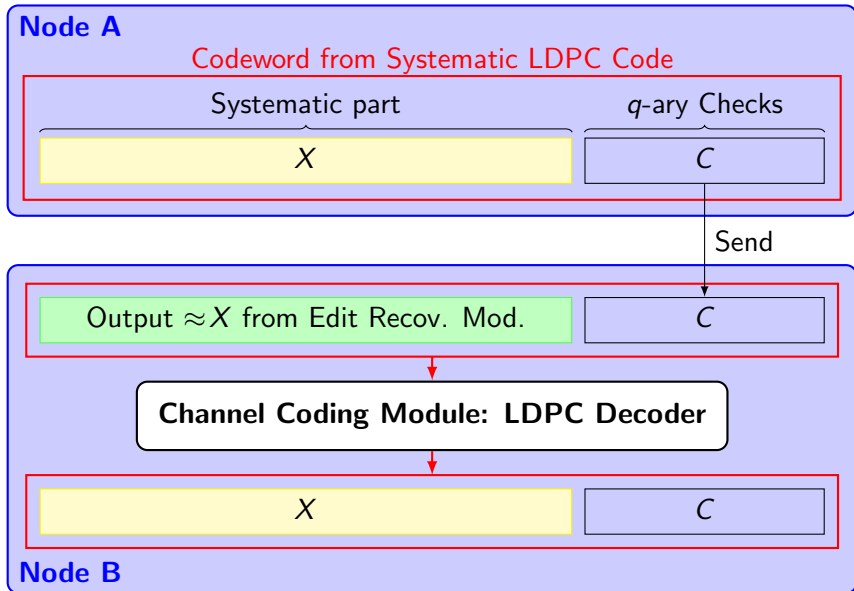 Node A
Codeword from Systematic LDPC Code
Systematic part
q-ary Checks
X
C
Send
Output ≈X from Edit Recov. Mod.
C
Channel Coding Module: LDPC Decoder
X
C
Node B